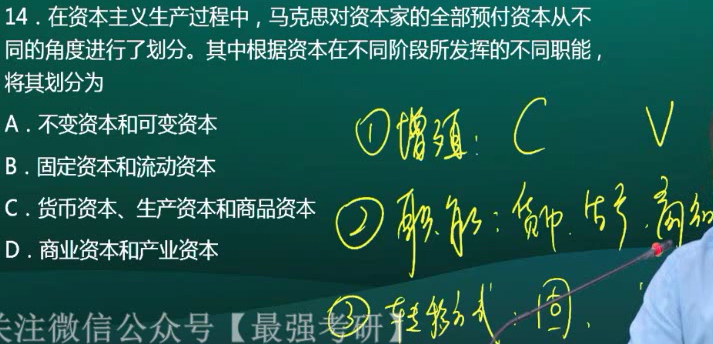 14．在资本主义生产过程中，马克思对资本家的全部预付资本从不
同的角度进行了划分。其中根据资本在不同阶段所发挥的不同职能，
将其划分为
A．不变资本和可变资本
①增殖：C V
B．固定资本和流动资本
C．货币资本、生产资本和商品资本
②职能：货币.
D．商业资本和产业资本
③转移方式：固、
关注微信公众号【最强考研】